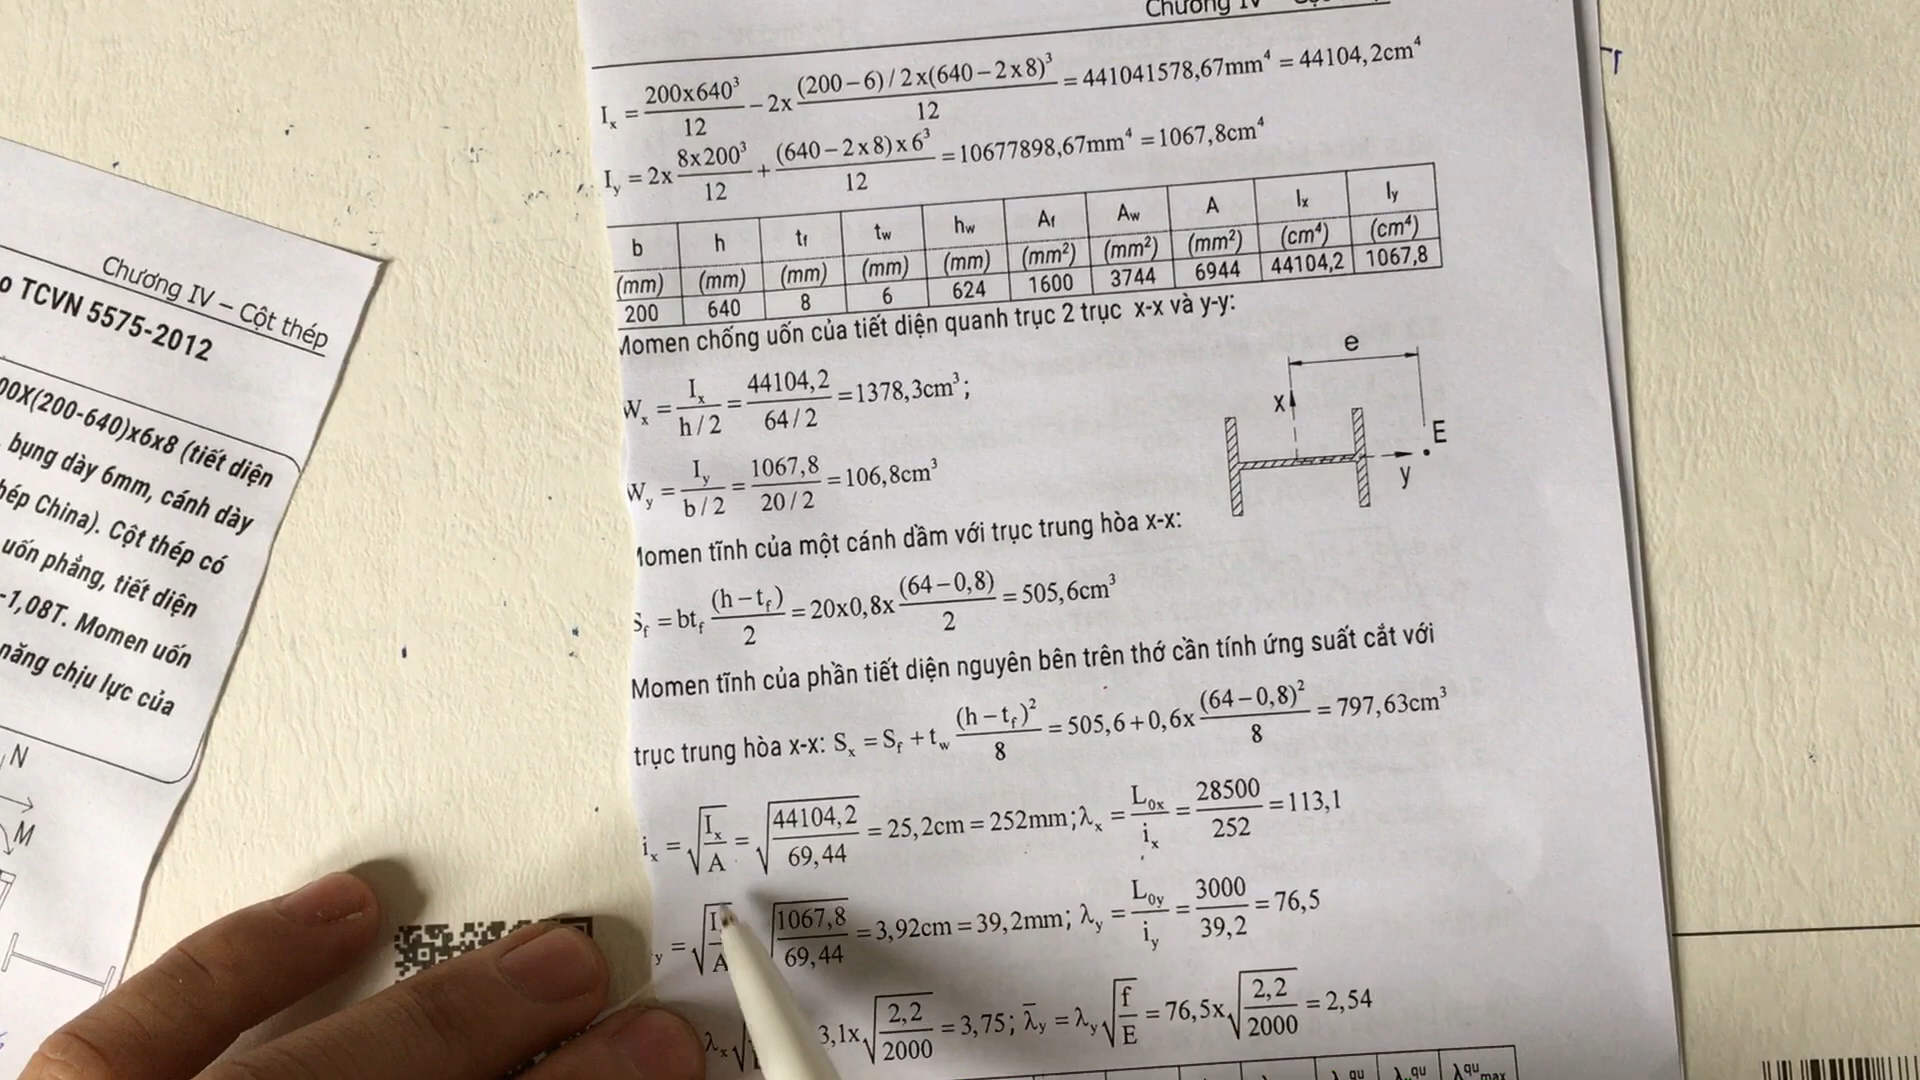 Chương IV – Cột thép
o TCVN 5575-2012
00X(200-640)x6x8 (tiết diện
bụng dày 6mm, cánh dày
hép China). Cột thép có
uốn phẳng, tiết diện
-1,08T. Momen uốn
năng chịu lực của
N
M
Chương IV
I_x = 200x640³/12 − 2x (200−6)/2x(640−2x8)³/12 = 441041578,67mm⁴ = 44104,2cm⁴
I_y = 2x 8x200³/12 + (640−2x8)x6³/12 = 10677898,67mm⁴ = 1067,8cm⁴
b h t_f t_w h_w A_f A_w A I_x I_y
(mm) (mm) (mm) (mm) (mm) (mm²) (mm²) (mm²) (cm⁴) (cm⁴)
200 640 8 6 624 1600 3744 6944 44104,2 1067,8
Momen chống uốn của tiết diện quanh trục 2 trục x-x và y-y:
W_x = I_x/(h/2) = 44104,2/(64/2) = 1378,3cm³;
W_y = I_y/(b/2) = 1067,8/(20/2) = 106,8cm³
e
x
E
y
Momen tĩnh của một cánh dầm với trục trung hòa x-x:
S_f = bt_f (h−t_f)/2 = 20x0,8x (64−0,8)/2 = 505,6cm³
Momen tĩnh của phần tiết diện nguyên bên trên thớ cần tính ứng suất cắt với
trục trung hòa x-x: S_x = S_f + t_w (h−t_f)²/8 = 505,6+0,6x (64−0,8)²/8 = 797,63cm³
i_x = √(I_x/A) = √(44104,2/69,44) = 25,2cm = 252mm; λ_x = L_0x/i_x = 28500/252 = 113,1
y = √(I/A √(1067,8/69,44) = 3,92cm = 39,2mm; λ_y = L_0y/i_y = 3000/39,2 = 76,5
λ_x√ 3,1x√(2,2/2000) = 3,75; λ̄_y = λ_y√(f/E) = 76,5x√(2,2/2000) = 2,54
λ^qu_max